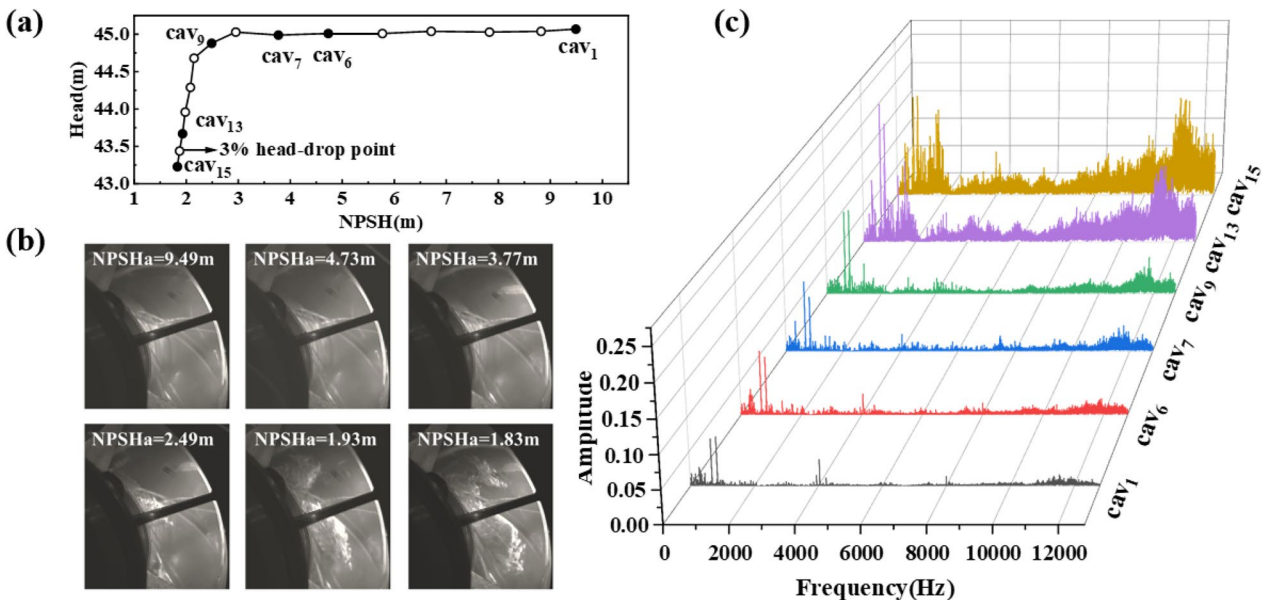 (a)
45.0
44.5
44.0
43.5
43.0
Head(m)
cav9
cav7
cav6
cav1
cav13
3% head-drop point
cav15
1 2 3 4 5 6 7 8 9 10
NPSH(m)
(b)
NPSHa=9.49m
NPSHa=4.73m
NPSHa=3.77m
NPSHa=2.49m
NPSHa=1.93m
NPSHa=1.83m
(c)
0.25
0.20
0.15
0.10
0.05
0.00
Amplitude
0 2000 4000 6000 8000 10000 12000
Frequency(Hz)
cav1
cav6
cav7
cav9
cav13
cav15